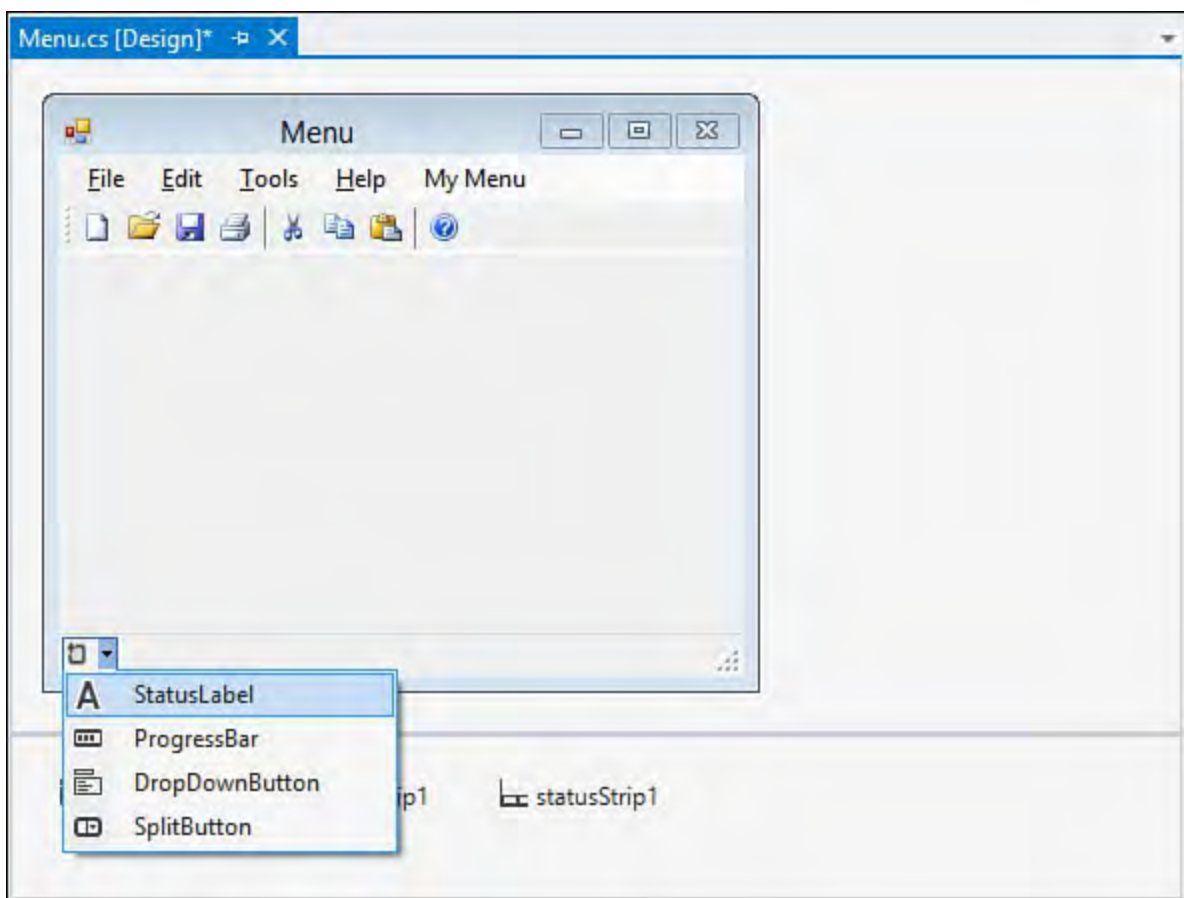 Menu.cs [Design]*
Menu
File Edit Tools Help My Menu
StatusLabel
ProgressBar
DropDownButton
SplitButton
ip1 statusStrip1